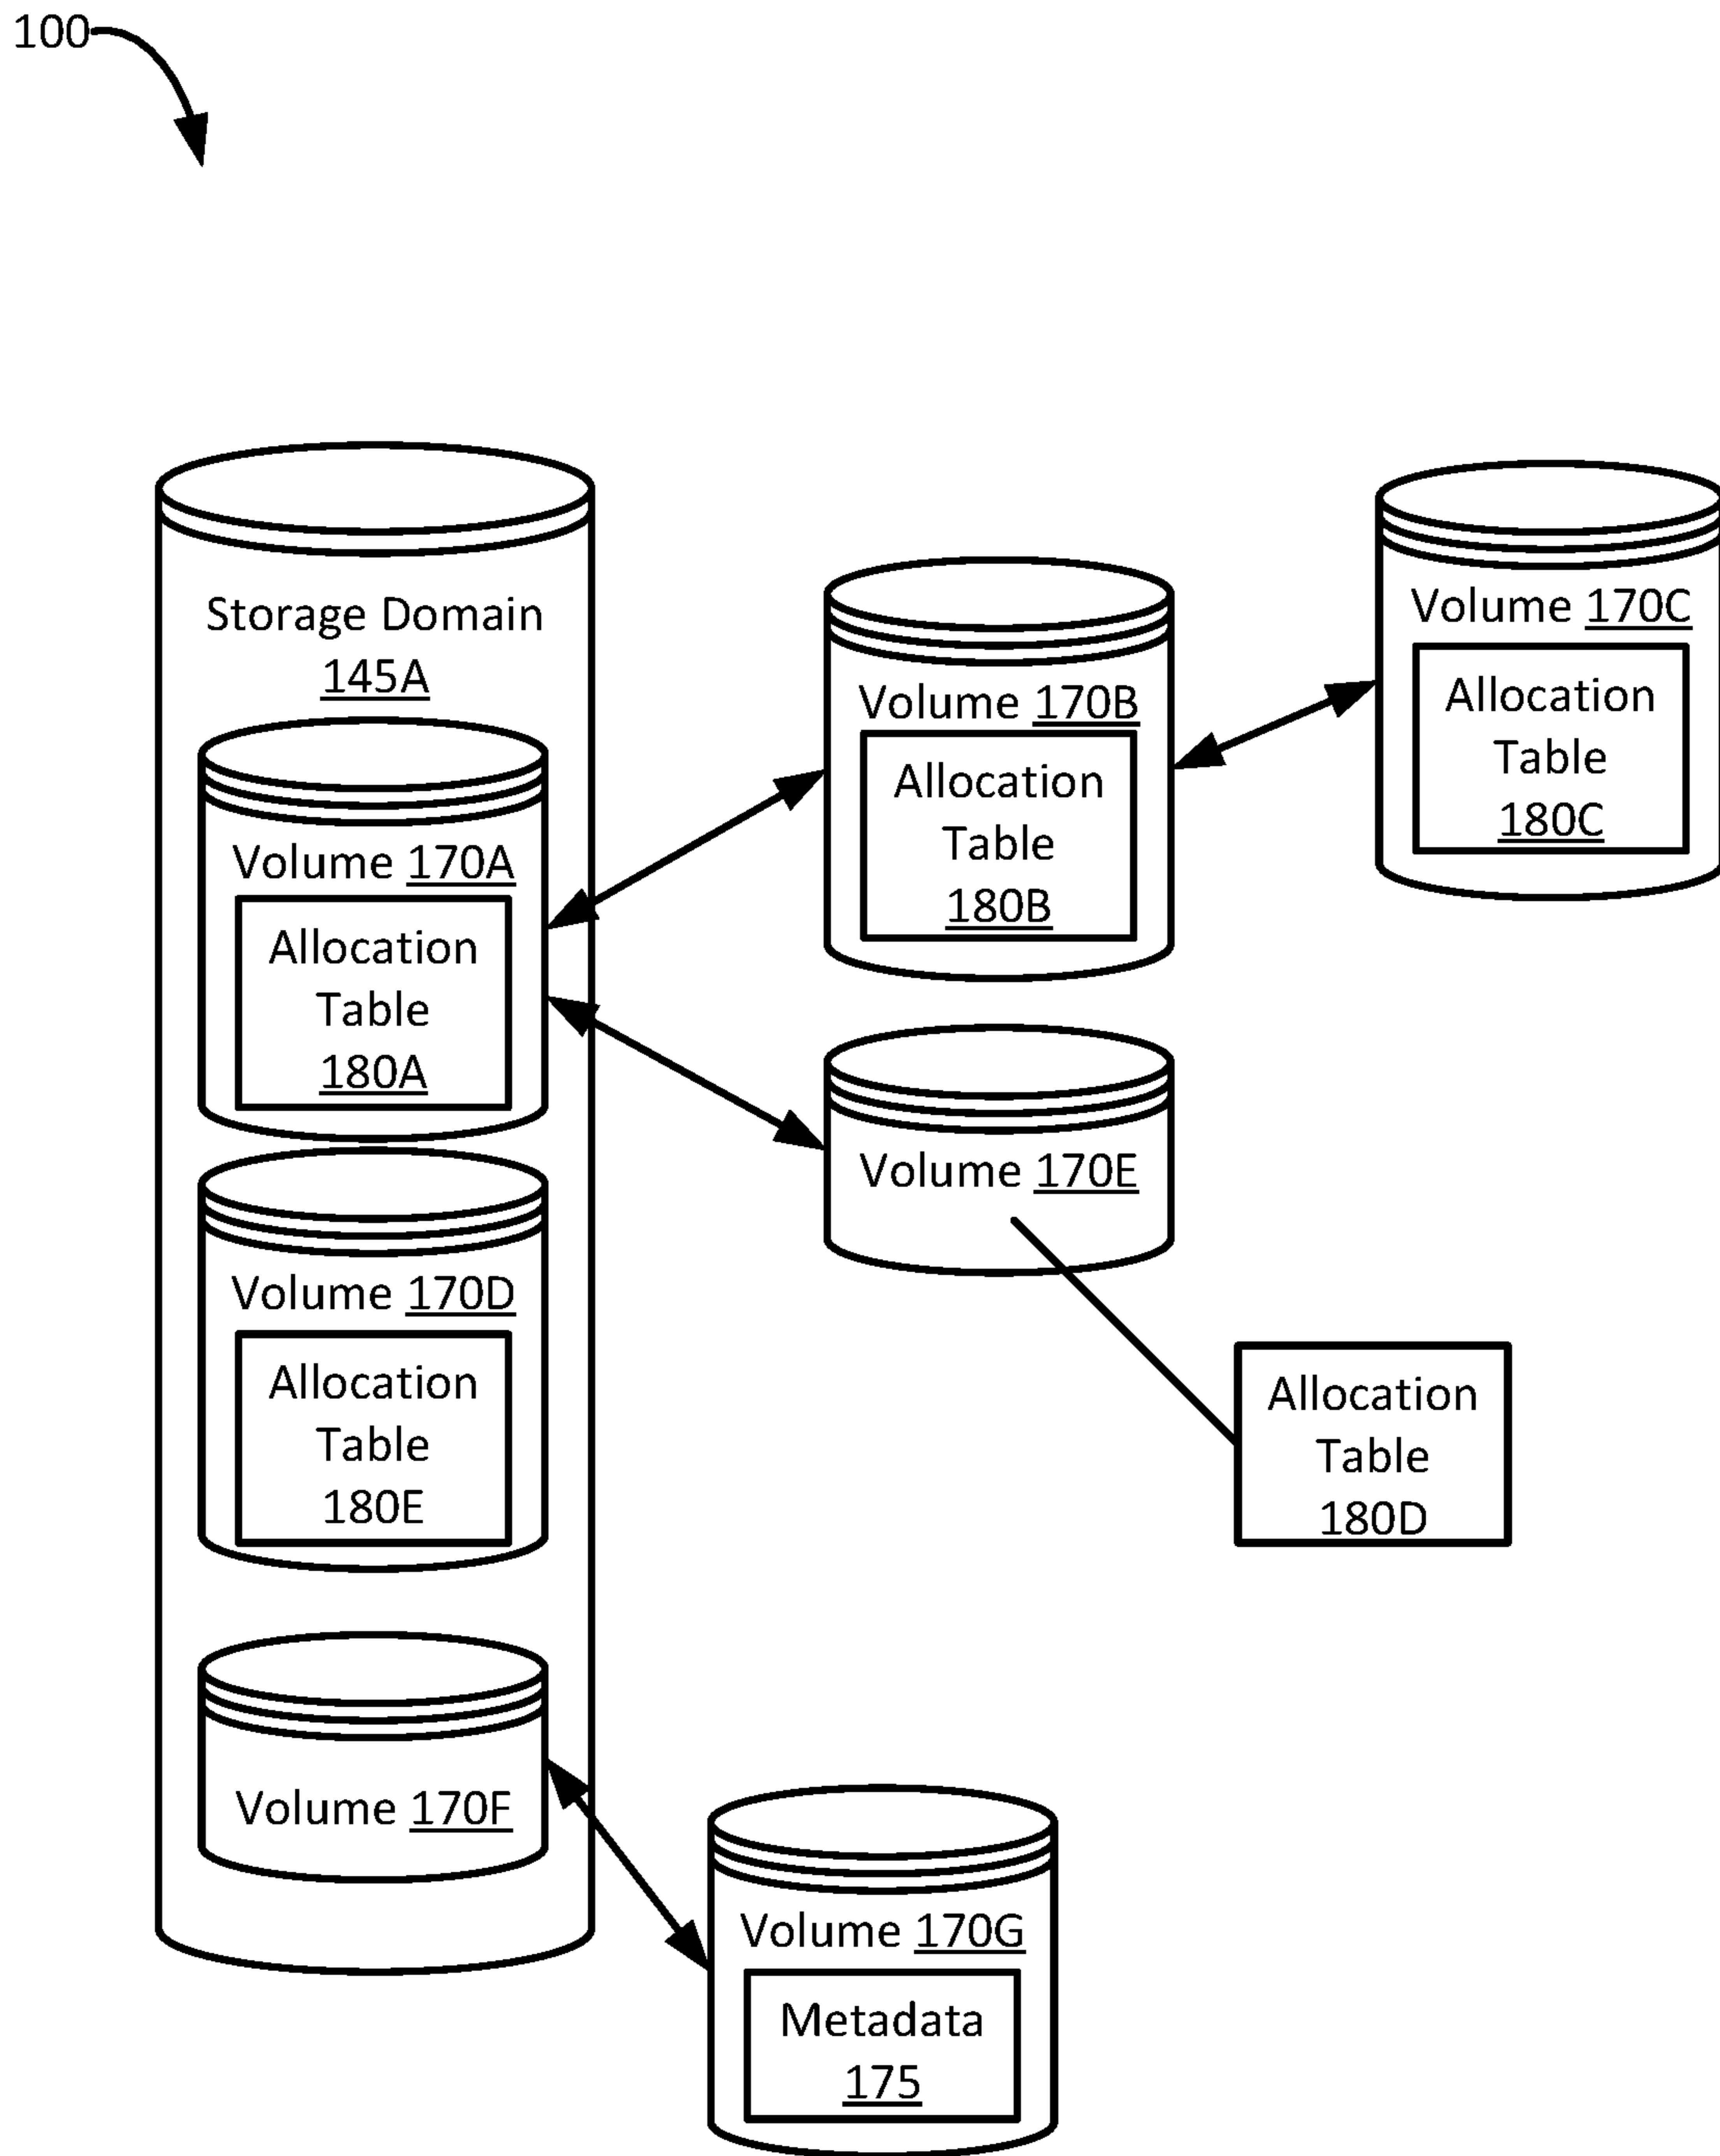 100
Storage Domain
145A
Volume 170A
Allocation
Table
180A
Volume 170D
Allocation
Table
180E
Volume 170F
Volume 170B
Allocation
Table
180B
Volume 170C
Allocation
Table
180C
Volume 170E
Allocation
Table
180D
Volume 170G
Metadata
175